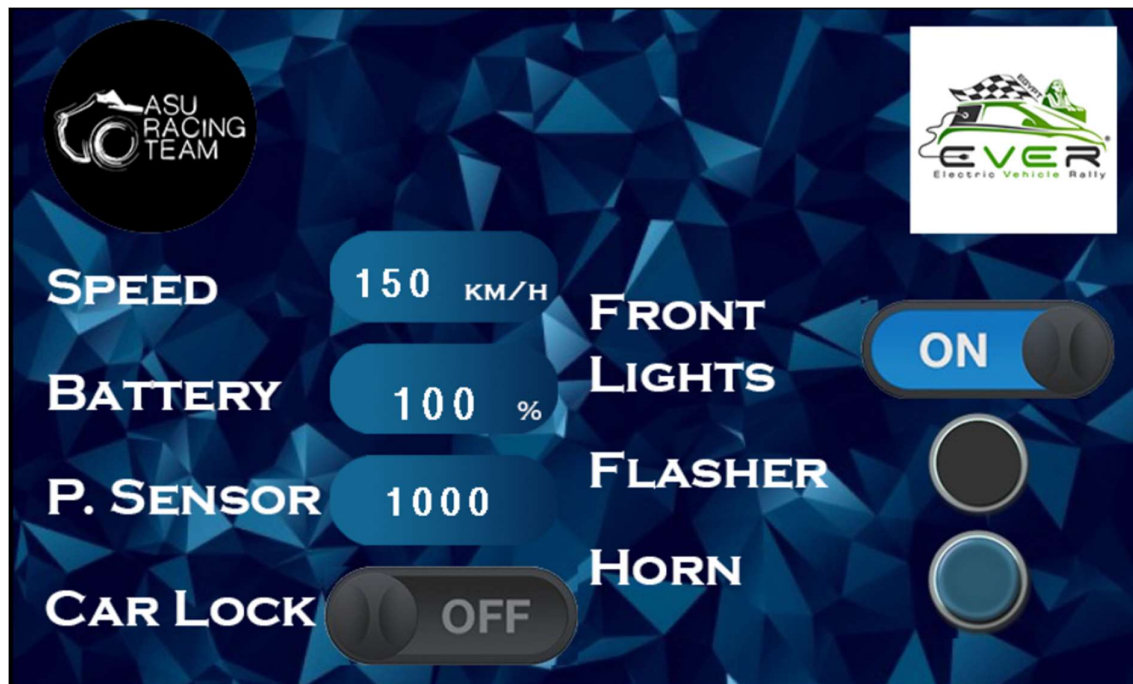 ASU
RACING
TEAM
EGYPT
EVER
Electric Vehicle Rally
SPEED
150 KM/H
BATTERY
100 %
P. SENSOR
1000
CAR LOCK
OFF
FRONT
LIGHTS
ON
FLASHER
HORN